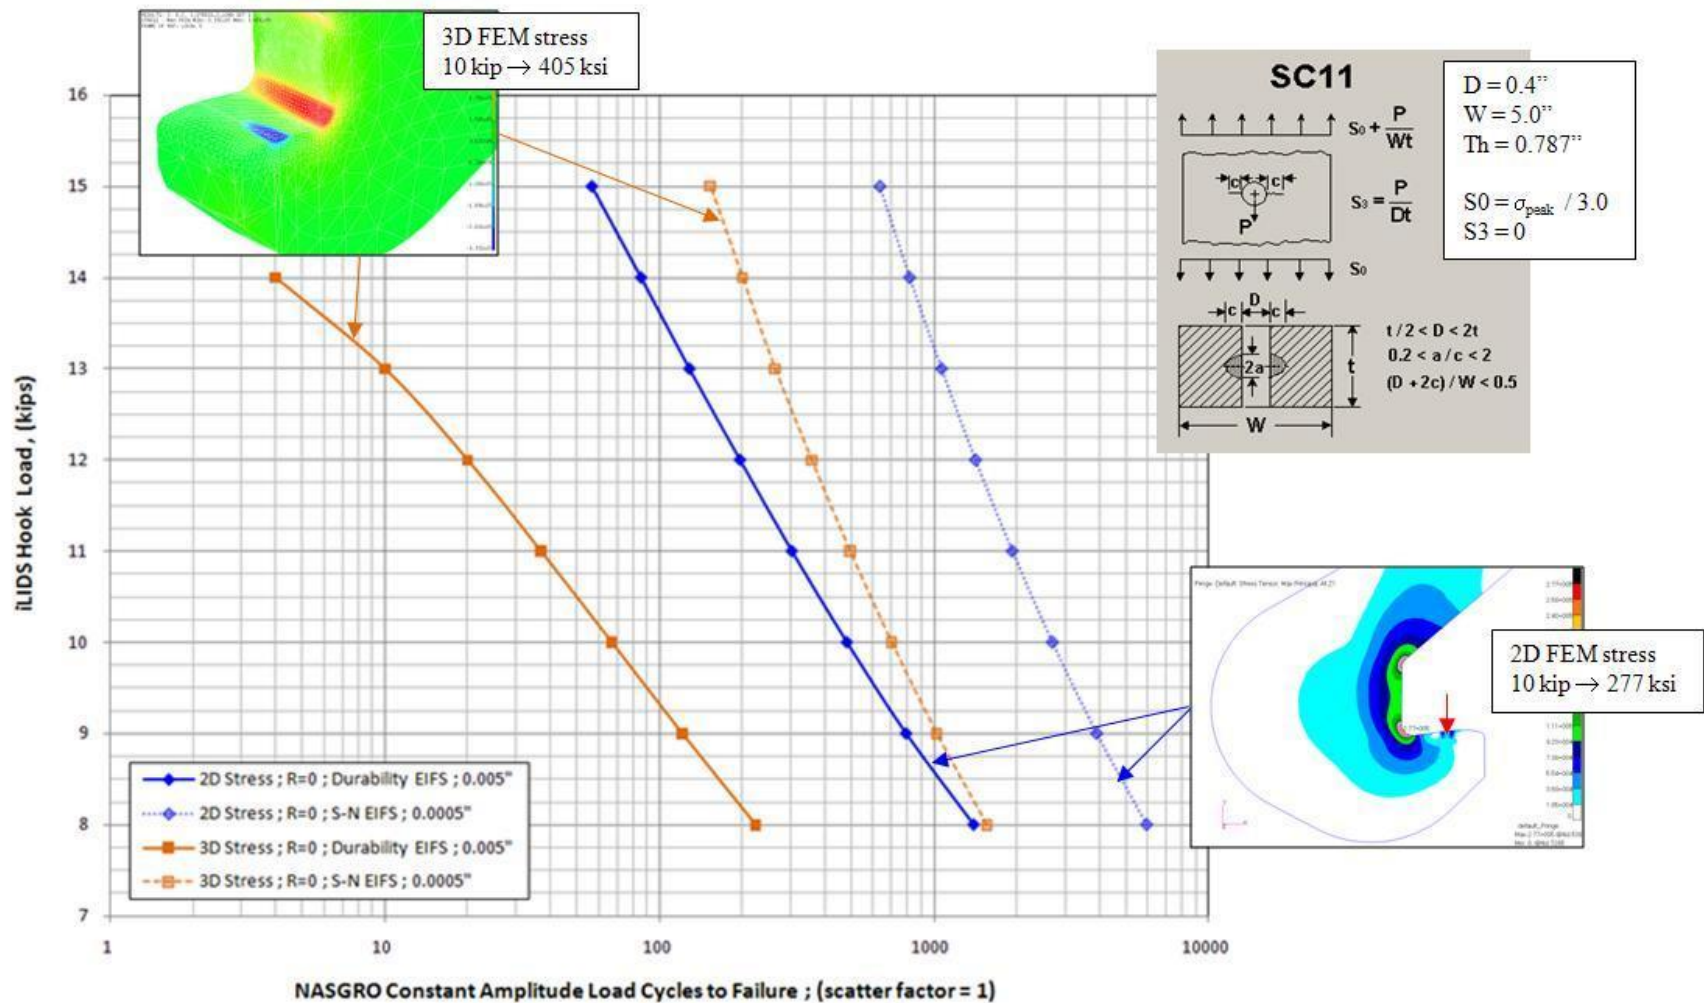 3D FEM stress
10 kip → 405 ksi
SC11
S₀ + P/Wt
c c
P
S₃ = P/Dt
S₀
D
c c
2a
t
W
t / 2 < D < 2t
0.2 < a / c < 2
(D + 2c) / W < 0.5
D = 0.4”
W = 5.0”
Th = 0.787”
S0 = σpeak / 3.0
S3 = 0
16
15
14
13
12
11
10
9
8
7
iLIDS Hook Load, (kips)
2D FEM stress
10 kip → 277 ksi
2D Stress ; R=0 ; Durability EIFS ; 0.005"
2D Stress ; R=0 ; S-N EIFS ; 0.0005"
3D Stress ; R=0 ; Durability EIFS ; 0.005"
3D Stress ; R=0 ; S-N EIFS ; 0.0005"
1 10 100 1000 10000
NASGRO Constant Amplitude Load Cycles to Failure ; (scatter factor = 1)